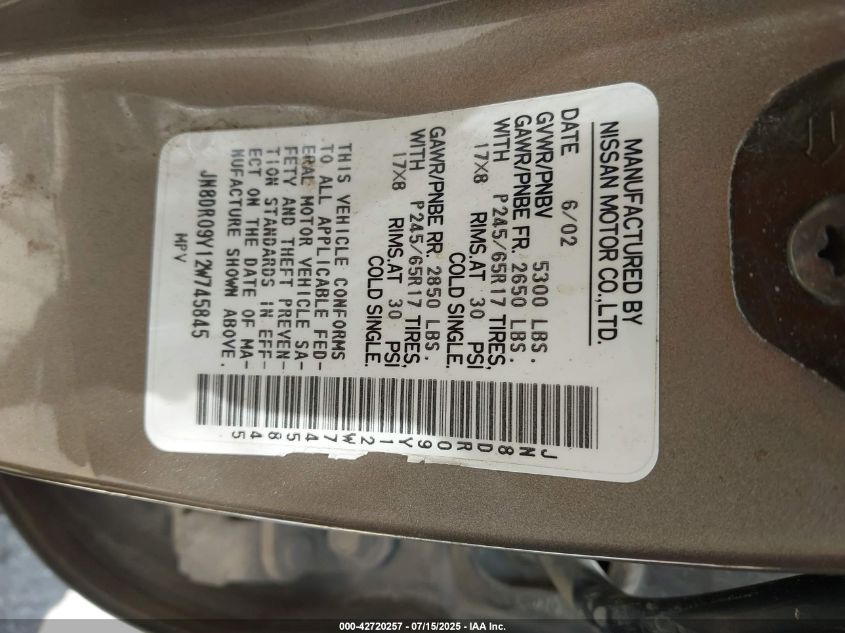 MANUFACTURED BY
NISSAN MOTOR CO.,LTD.
DATE 6/02
GVWR/PNBV 5300 LBS.
GAWR/PNBE FR. 2650 LBS.
WITH P245/65R17 TIRES,
17X8 RIMS.AT 30 PSI
COLD SINGLE.
GAWR/PNBE RR. 2850 LBS.
WITH P245/65R17 TIRES,
17X8 RIMS.AT 30 PSI
COLD SINGLE.
THIS VEHICLE CONFORMS
TO ALL APPLICABLE FED-
ERAL MOTOR VEHICLE SA-
FETY AND THEFT PREVEN-
TION STANDARDS IN EFF-
ECT ON THE DATE OF MA-
NUFACTURE SHOWN ABOVE.
JN8DR09Y12W745845
MPV
JN8DR09Y12W745845
000-42720257 - 07/15/2025 - IAA Inc.